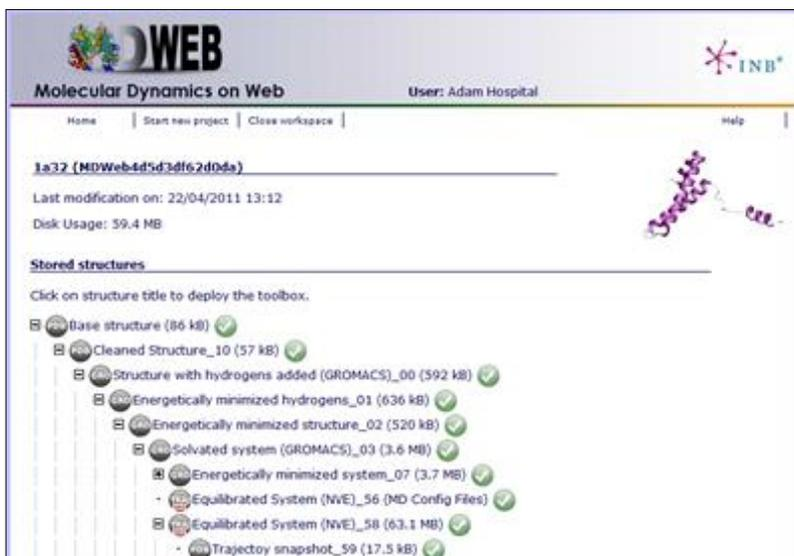 DWEB
Molecular Dynamics on Web
User: Adam Hospital
INB
Home | Start new project | Close workspace |
Help |
1a32 (MDWeb4d5d3df62d0da)
Last modification on: 22/04/2011 13:12
Disk Usage: 59.4 MB
Stored structures
Click on structure title to deploy the toolbox.
Base structure (86 kB)
Cleaned Structure_10 (57 kB)
Structure with hydrogens added (GROMACS)_00 (592 kB)
Energetically minimized hydrogens_01 (636 kB)
Energetically minimized structure_02 (520 kB)
Solvated system (GROMACS)_03 (3.6 MB)
Energetically minimized system_07 (3.7 MB)
Equilibrated System (NVE)_56 (MD Config Files)
Equilibrated System (NVE)_58 (63.1 MB)
Trajectoy snapshot_59 (17.5 kB)